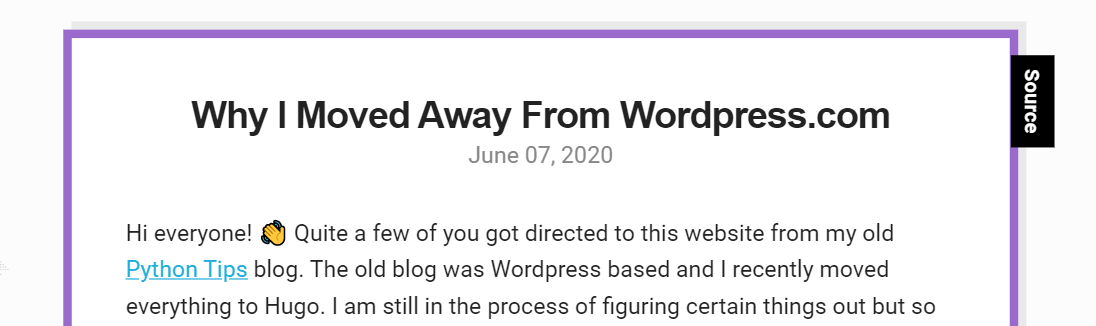 Why I Moved Away From Wordpress.com
June 07, 2020
Source
Hi everyone! 👋 Quite a few of you got directed to this website from my old
Python Tips blog. The old blog was Wordpress based and I recently moved
everything to Hugo. I am still in the process of figuring certain things out but so